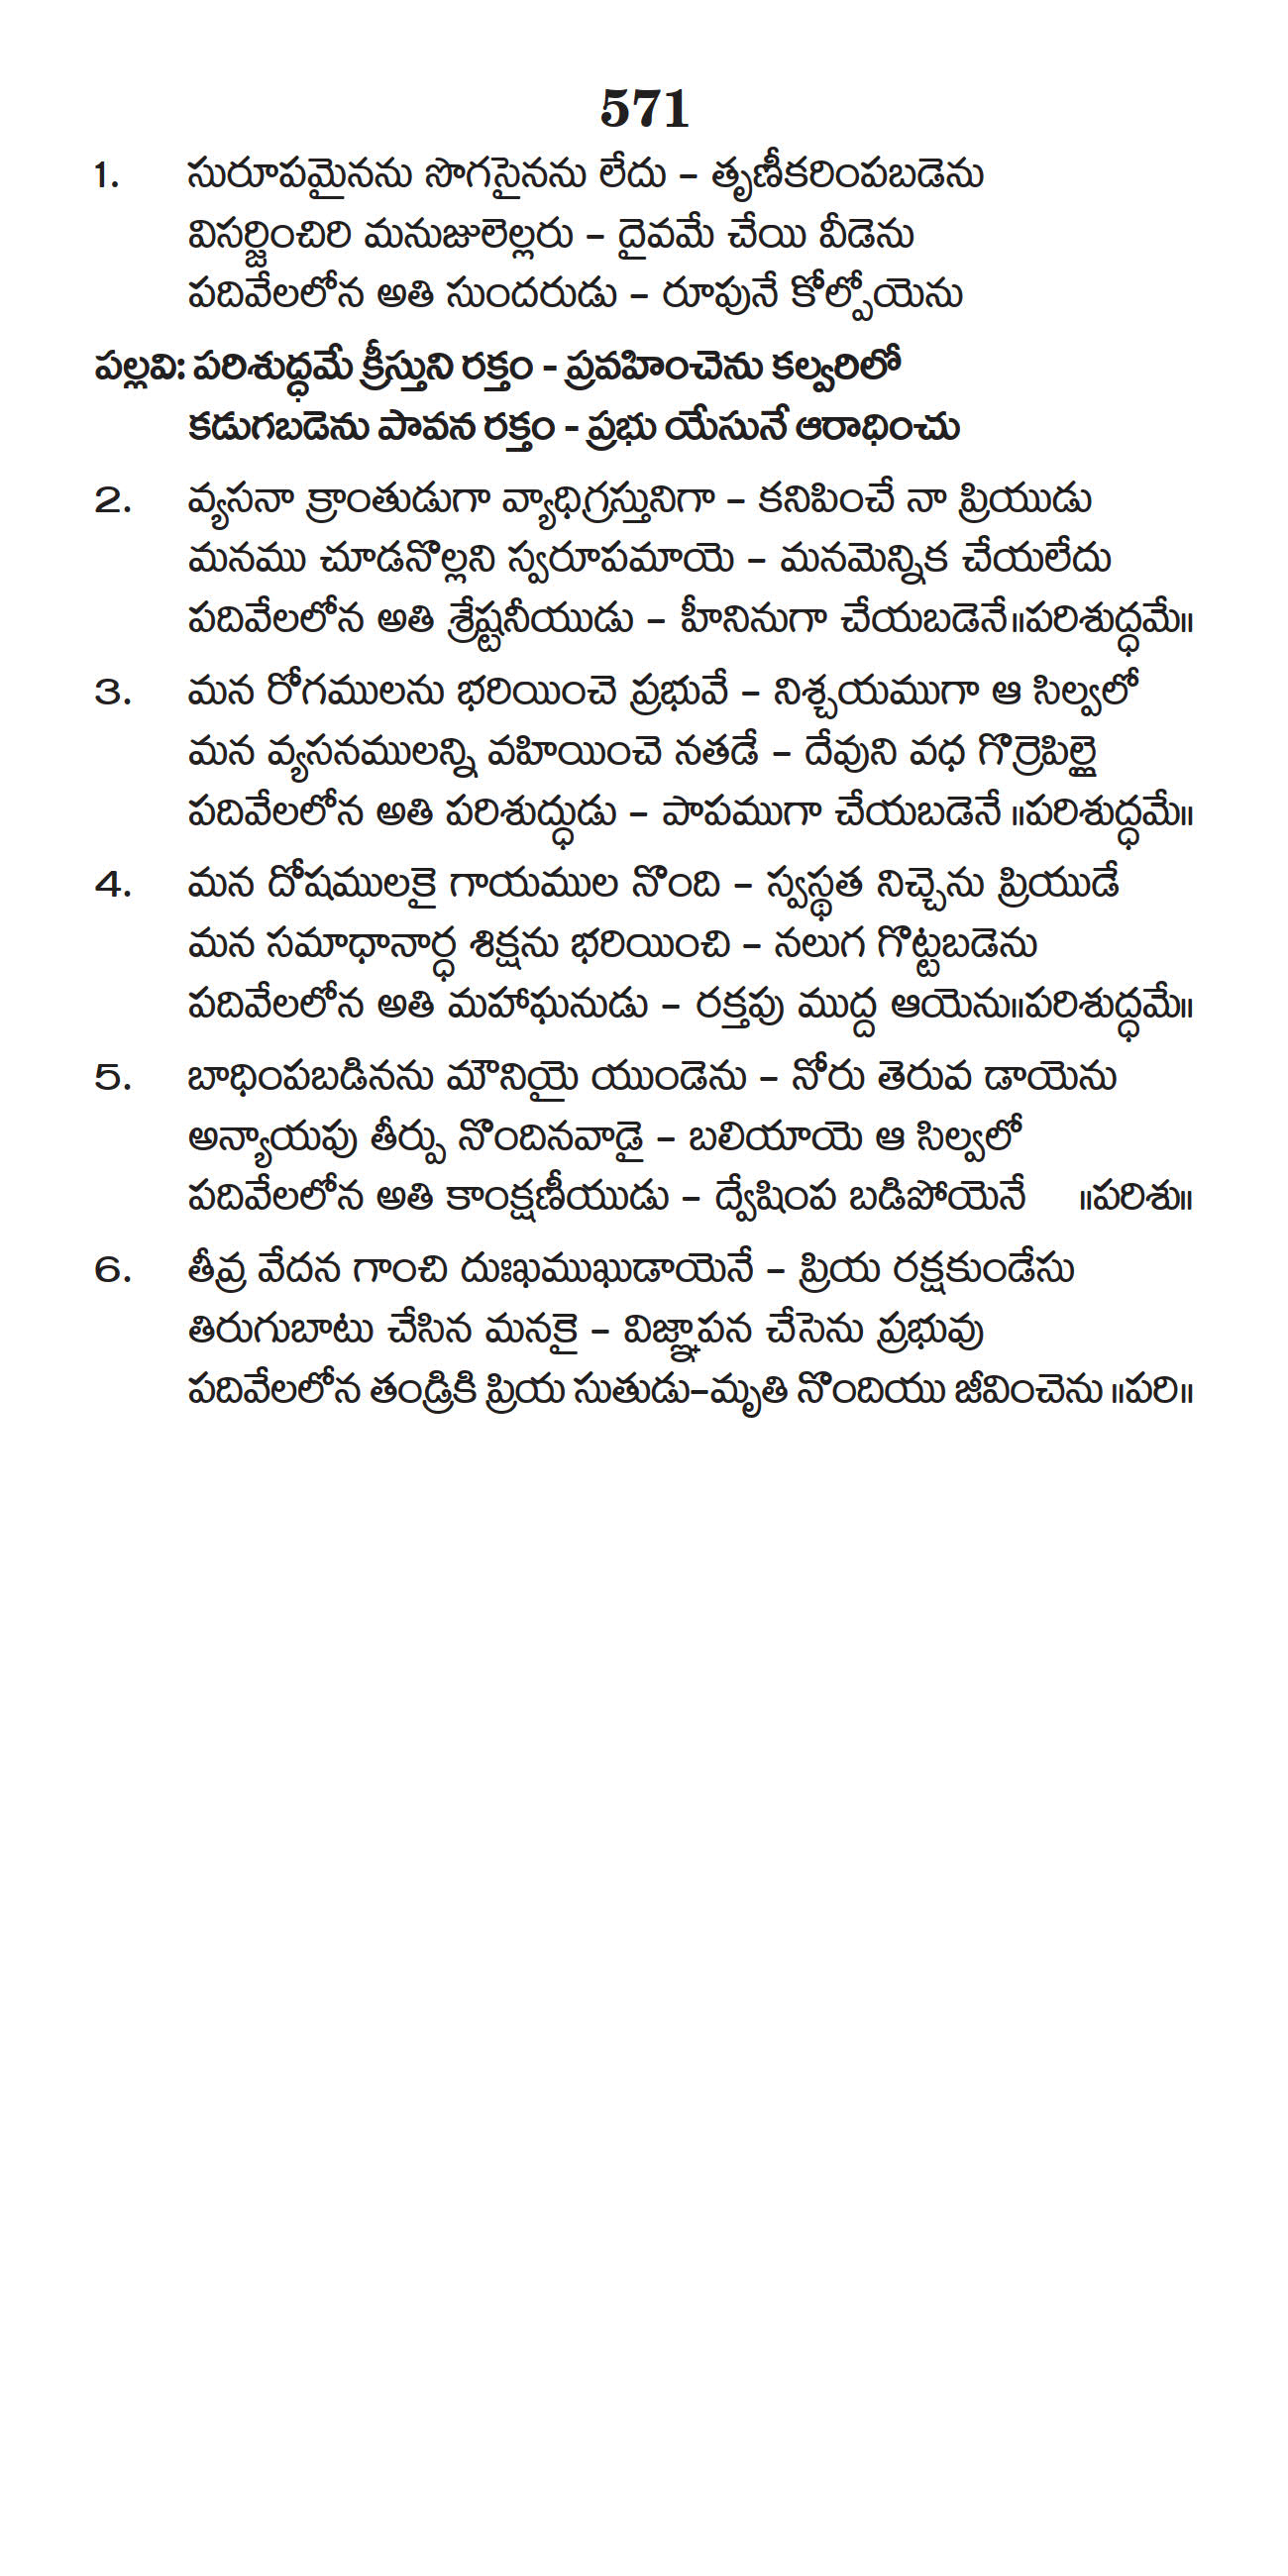 571
1. సురూపమైనను సొగసైనను లేదు – తృణీకరింపబడెను
విసర్జించిరి మనుజులెల్లరు – దైవమే చేయి వీడెను
పదివేలలోన అతి సుందరుడు – రూపునే కోల్పోయెను
పల్లవి: పరిశుద్ధమే క్రీస్తుని రక్తం - ప్రవహించెను కల్వరిలో
కడుగబడెను పావన రక్తం - ప్రభు యేసునే ఆరాధించు
2. వ్యసనా క్రాంతుడుగా వ్యాధిగ్రస్తునిగా – కనిపించే నా ప్రియుడు
మనము చూడనొల్లని స్వరూపమాయె – మనమెన్నిక చేయలేదు
పదివేలలోన అతి శ్రేష్టనీయుడు – హీనినుగా చేయబడెనే॥పరిశుద్ధమే॥
3. మన రోగములను భరియించె ప్రభువే – నిశ్చయముగా ఆ సిల్వలో
మన వ్యసనములన్ని వహియించె నతడే – దేవుని వధ గొర్రెపిల్లై
పదివేలలోన అతి పరిశుద్ధుడు – పాపముగా చేయబడెనే ॥పరిశుద్ధమే॥
4. మన దోషములకై గాయముల నొంది – స్వస్థత నిచ్చెను ప్రియుడే
మన సమాధానార్ధ శిక్షను భరియించి – నలుగ గొట్టబడెను
పదివేలలోన అతి మహాఘనుడు – రక్తపు ముద్ద ఆయెను॥పరిశుద్ధమే॥
5. బాధింపబడినను మౌనియై యుండెను – నోరు తెరువ డాయెను
అన్యాయపు తీర్పు నొందినవాడై – బలియాయె ఆ సిల్వలో
పదివేలలోన అతి కాంక్షణీయుడు – ద్వేషింప బడిపోయెనే ॥పరిశు॥
6. తీవ్ర వేదన గాంచి దుఃఖముఖుడాయెనే – ప్రియ రక్షకుండేసు
తిరుగుబాటు చేసిన మనకై – విజ్ఞాపన చేసెను ప్రభువు
పదివేలలోన తండ్రికి ప్రియ సుతుడు–మృతి నొందియు జీవించెను ॥పరి॥